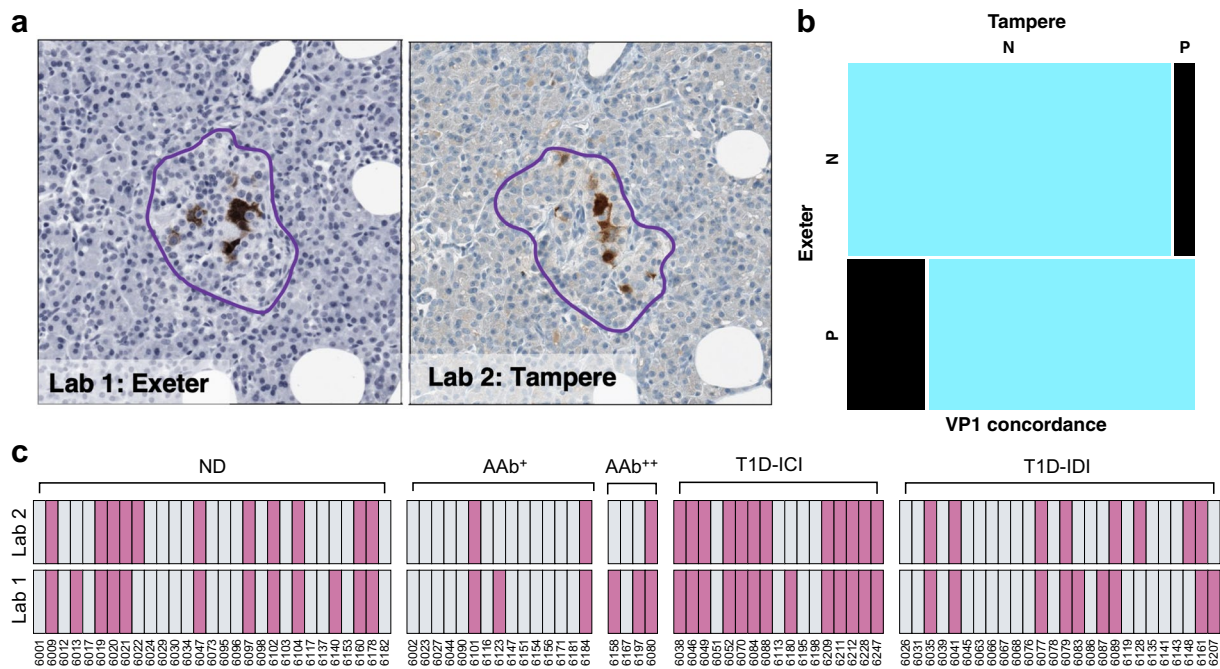 a
Lab 1: Exeter
Lab 2: Tampere
b
Tampere
N P
Exeter
N
P
VP1 concordance
c
ND AAb+ AAb++ T1D-ICI T1D-IDI
Lab 2
Lab 1
6001 6009 6012 6013 6017 6019 6020 6021 6022 6024 6029 6030 6034 6047 6073 6095 6096 6097 6098 6102 6103 6104 6117 6137 6140 6153 6160 6178 6182 6002 6023 6027 6044 6090 6101 6116 6123 6147 6151 6154 6156 6171 6181 6184 6158 6167 6197 6080 6038 6046 6049 6051 6052 6070 6084 6088 6113 6180 6195 6198 6209 6211 6212 6228 6247 6026 6031 6035 6039 6041 6045 6063 6066 6067 6068 6076 6077 6078 6079 6083 6086 6087 6089 6119 6128 6135 6141 6143 6148 6161 6207